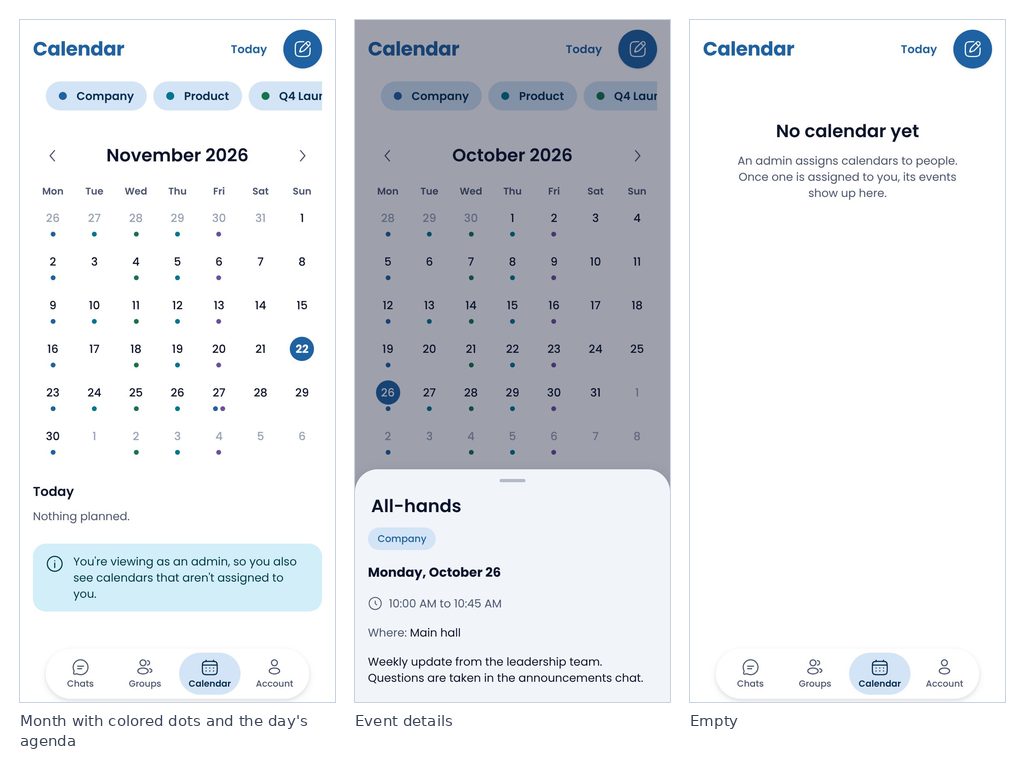 Calendar
Today
Company
Product
Q4 Laun
November 2026
Mon Tue Wed Thu Fri Sat Sun
26 27 28 29 30 31 1
2 3 4 5 6 7 8
9 10 11 12 13 14 15
16 17 18 19 20 21 22
23 24 25 26 27 28 29
30 1 2 3 4 5 6
Today
Nothing planned.
You're viewing as an admin, so you also
see calendars that aren't assigned to
you.
Chats Groups Calendar Account
Month with colored dots and the day's
agenda
Calendar
Today
Company
Product
Q4 Laun
October 2026
Mon Tue Wed Thu Fri Sat Sun
28 29 30 1 2 3 4
5 6 7 8 9 10 11
12 13 14 15 16 17 18
19 20 21 22 23 24 25
26 27 28 29 30 31 1
2 3 4 5 6 7 8
All-hands
Company
Monday, October 26
10:00 AM to 10:45 AM
Where: Main hall
Weekly update from the leadership team.
Questions are taken in the announcements chat.
Event details
Calendar
Today
No calendar yet
An admin assigns calendars to people.
Once one is assigned to you, its events
show up here.
Chats Groups Calendar Account
Empty